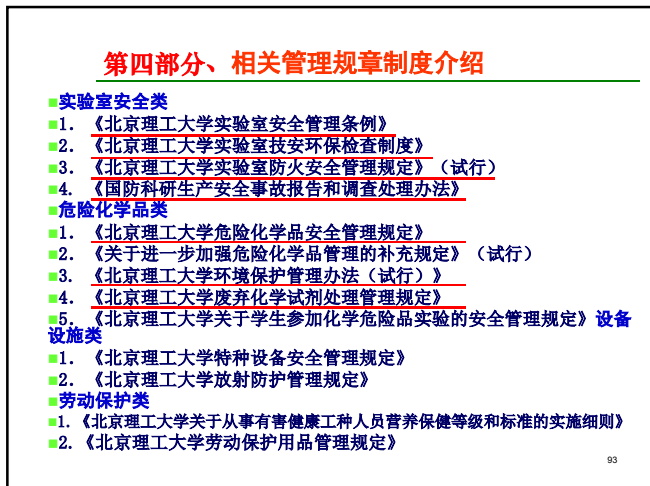 第四部分、相关管理规章制度介绍
实验室安全类
1. 《北京理工大学实验室安全管理条例》
2. 《北京理工大学实验室技安环保检查制度》
3. 《北京理工大学实验室防火安全管理规定》(试行)
4. 《国防科研生产安全事故报告和调查处理办法》
危险化学品类
1. 《北京理工大学危险化学品安全管理规定》
2. 《关于进一步加强危险化学品管理的补充规定》(试行)
3. 《北京理工大学环境保护管理办法(试行)》
4. 《北京理工大学废弃化学试剂处理管理规定》
5. 《北京理工大学关于学生参加化学危险品实验的安全管理规定》设备
设施类
1. 《北京理工大学特种设备安全管理规定》
2. 《北京理工大学放射防护管理规定》
劳动保护类
1. 《北京理工大学关于从事有害健康工种人员营养保健等级和标准的实施细则》
2. 《北京理工大学劳动保护用品管理规定》
93